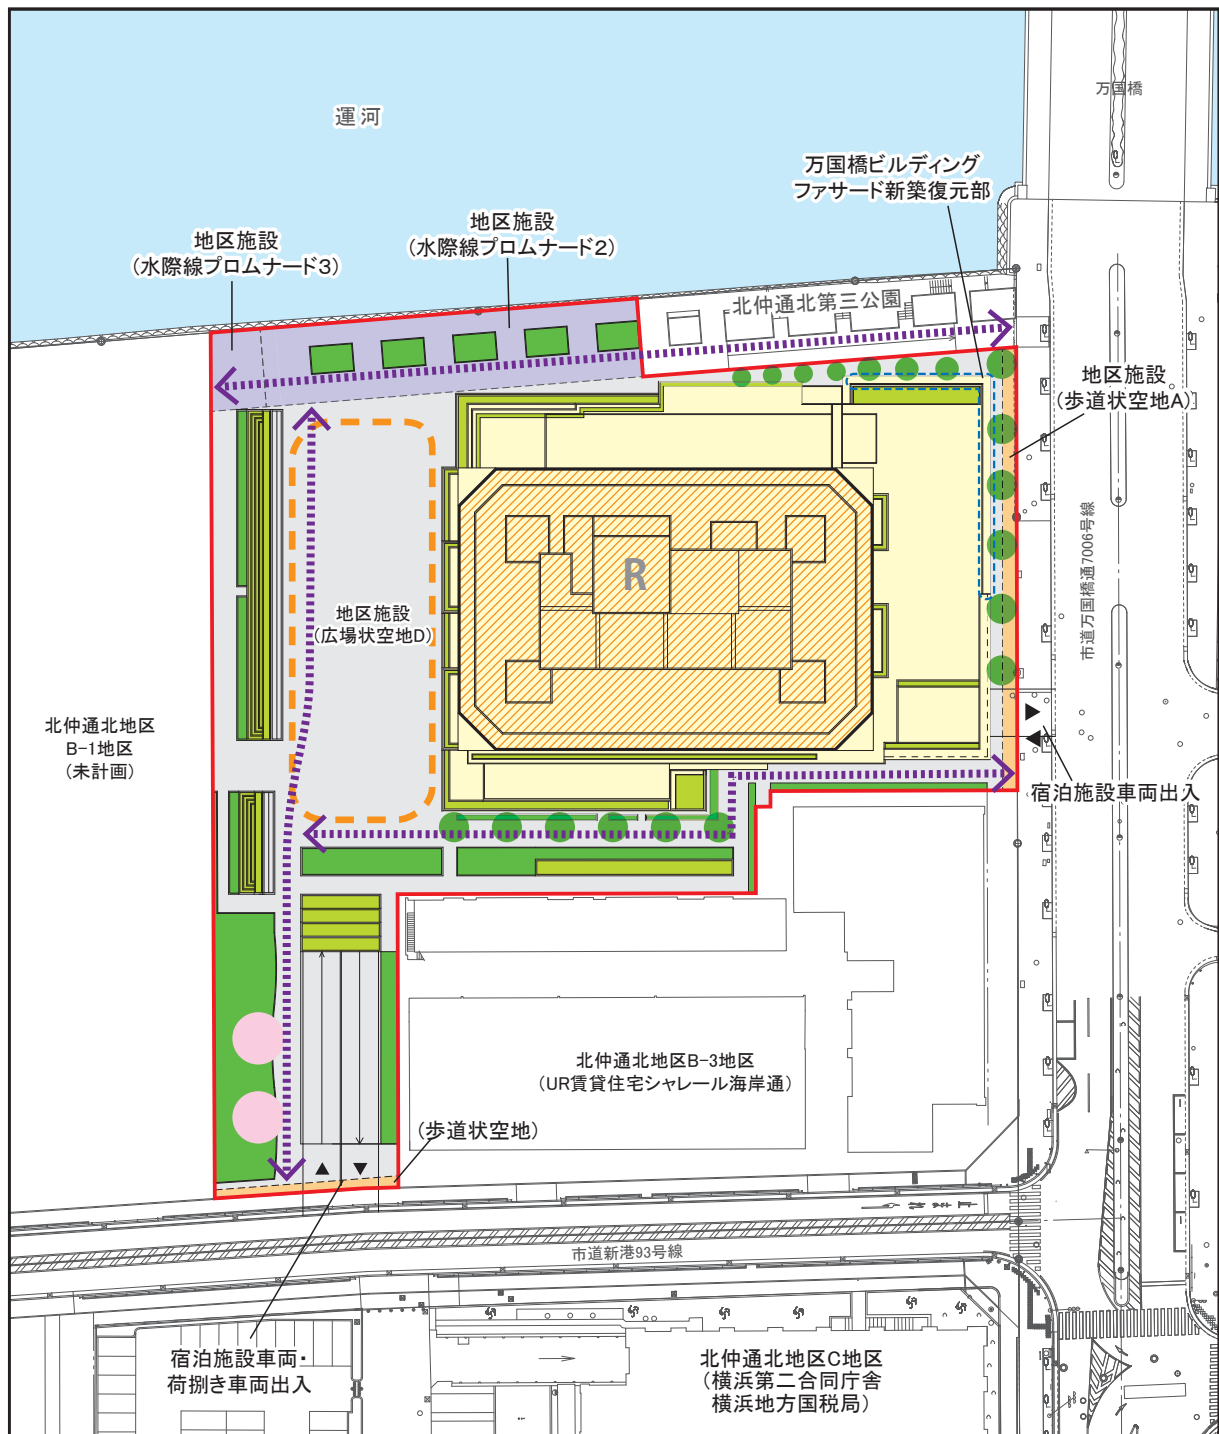 運河
万国橋
万国橋ビルディング
ファサード新築復元部
地区施設
(水際線プロムナード2)
地区施設
(水際線プロムナード3)
北仲通北第三公園
地区施設
(歩道状空地A)
市道万国橋通7006号線
R
地区施設
(広場状空地D)
北仲通北地区
B-1地区
(未計画)
宿泊施設車両出入
北仲通北地区B-3地区
(UR賃貸住宅シャレール海岸通)
(歩道状空地)
市道新港93号線
宿泊施設車両・
荷捌き車両出入
北仲通北地区C地区
(横浜第二合同庁舎
横浜地方国税局)